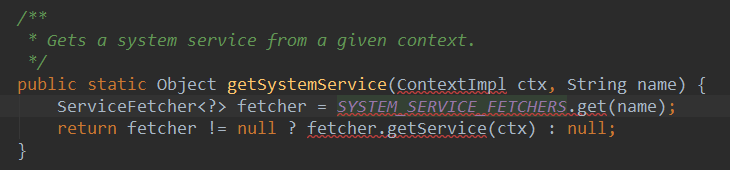 /**
 * Gets a system service from a given context.
 */
public static Object getSystemService(ContextImpl ctx, String name) {
    ServiceFetcher<?> fetcher = SYSTEM_SERVICE_FETCHERS.get(name);
    return fetcher != null ? fetcher.getService(ctx) : null;
}